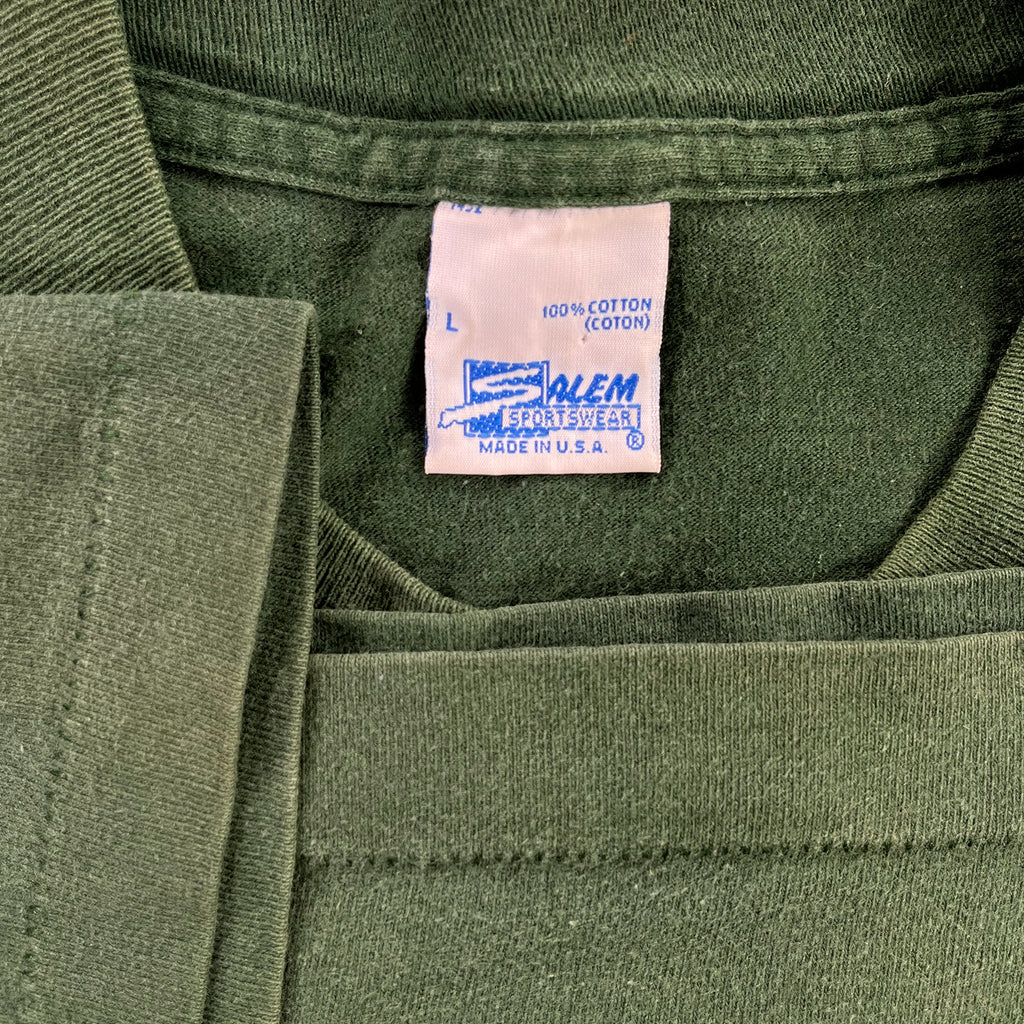 L
100% COTTON
(COTON)
SALEM
SPORTSWEAR
®
MADE IN U.S.A.